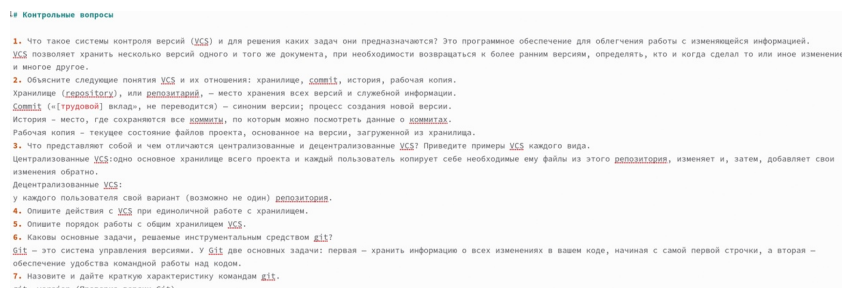 # Контрольные вопросы
1. Что такое системы контроля версий (VCS) и для решения каких задач они предназначаются? Это программное обеспечение для облегчения работы с изменяющейся информацией.
VCS позволяет хранить несколько версий одного и того же документа, при необходимости возвращаться к более ранним версиям, определять, кто и когда сделал то или иное изменение
и многое другое.
2. Объясните следующие понятия VCS и их отношения: хранилище, commit, история, рабочая копия.
Хранилище (repository), или репозитарий, — место хранения всех версий и служебной информации.
Commit («[трудовой] вклад», не переводится) — синоним версии; процесс создания новой версии.
История – место, где сохраняются все коммиты, по которым можно посмотреть данные о коммитах.
Рабочая копия – текущее состояние файлов проекта, основанное на версии, загруженной из хранилища.
3. Что представляют собой и чем отличаются централизованные и децентрализованные VCS? Приведите примеры VCS каждого вида.
Централизованные VCS:одно основное хранилище всего проекта и каждый пользователь копирует себе необходимые ему файлы из этого репозитория, изменяет и, затем, добавляет свои
изменения обратно.
Децентрализованные VCS:
у каждого пользователя свой вариант (возможно не один) репозитория.
4. Опишите действия с VCS при единоличной работе с хранилищем.
5. Опишите порядок работы с общим хранилищем VCS.
6. Каковы основные задачи, решаемые инструментальным средством git?
Git — это система управления версиями. У Git две основных задачи: первая — хранить информацию о всех изменениях в вашем коде, начиная с самой первой строчки, а вторая —
обеспечение удобства командной работы над кодом.
7. Назовите и дайте краткую характеристику командам git.